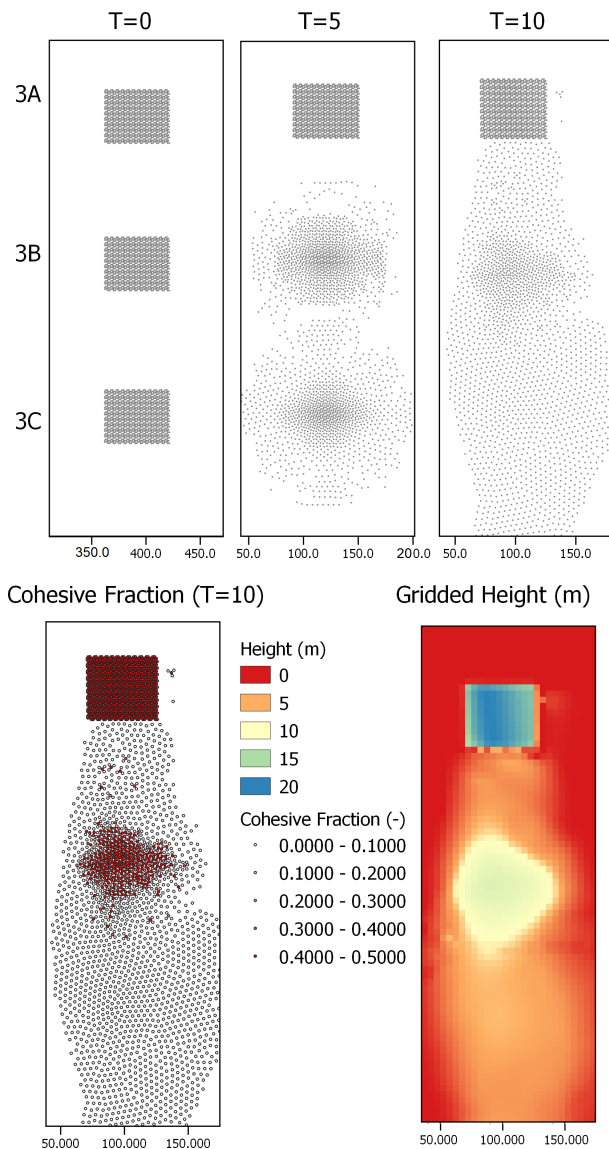 T=0 T=5 T=10
3A
3B
3C
350.0 400.0 450.0 50.0 100.0 150.0 200.0 50.0 100.0 150.0
Cohesive Fraction (T=10) Gridded Height (m)
Height (m)
0
5
10
15
20
Cohesive Fraction (-)
0.0000 - 0.1000
0.1000 - 0.2000
0.2000 - 0.3000
0.3000 - 0.4000
0.4000 - 0.5000
50.000 100.000 150.000 50.000 100.000 150.000